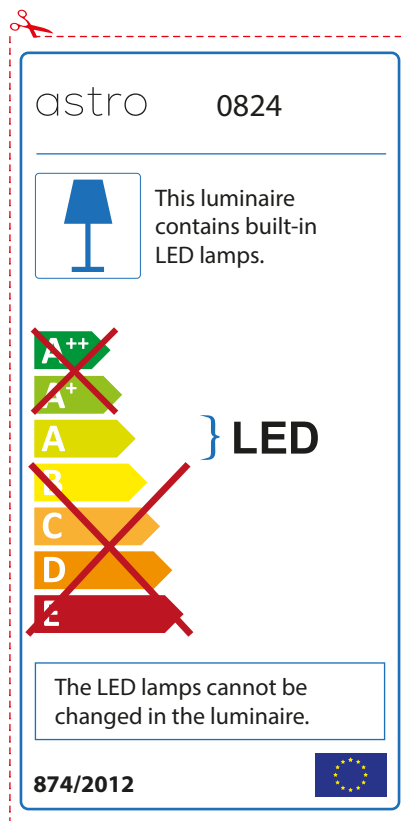 astro 0824
This luminaire
contains built-in
LED lamps.
A++
A+
A
} LED
B
C
D
E
The LED lamps cannot be
changed in the luminaire.
874/2012